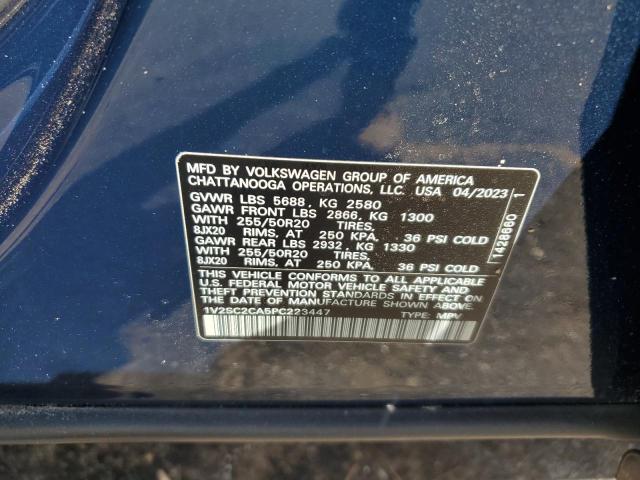 MFD BY VOLKSWAGEN GROUP OF AMERICA
CHATTANOOGA OPERATIONS, LLC. USA 04/2023
GVWR LBS 5688, KG 2580
GAWR FRONT LBS 2866, KG 1300
WITH 255/50R20 TIRES,
8JX20 RIMS, AT 250 KPA, 36 PSI COLD
GAWR REAR LBS 2932, KG 1330
WITH 255/50R20 TIRES,
8JX20 RIMS, AT 250 KPA, 36 PSI COLD
THIS VEHICLE CONFORMS TO ALL APPLICABLE
U.S. FEDERAL MOTOR VEHICLE SAFETY AND
THEFT PREVENTION STANDARDS IN EFFECT ON
THE DATE OF MANUFACTURE SHOWN ABOVE.
1V2SC2CA5PC223447 TYPE: MPV
1428680 1